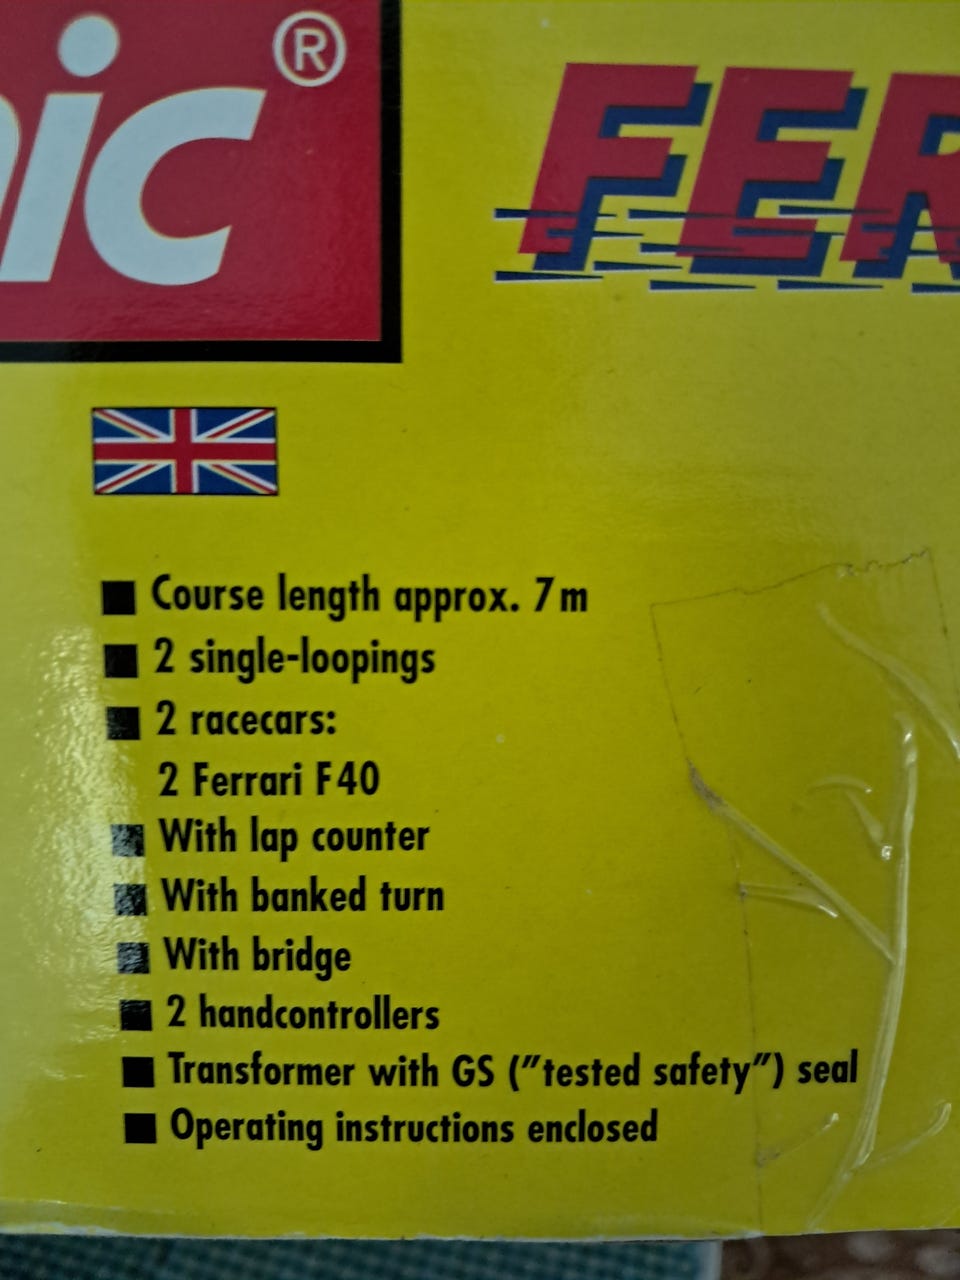 nic®
FER
Course length approx. 7 m
2 single-loopings
2 racecars:
2 Ferrari F40
With lap counter
With banked turn
With bridge
2 handcontrollers
Transformer with GS (”tested safety”) seal
Operating instructions enclosed